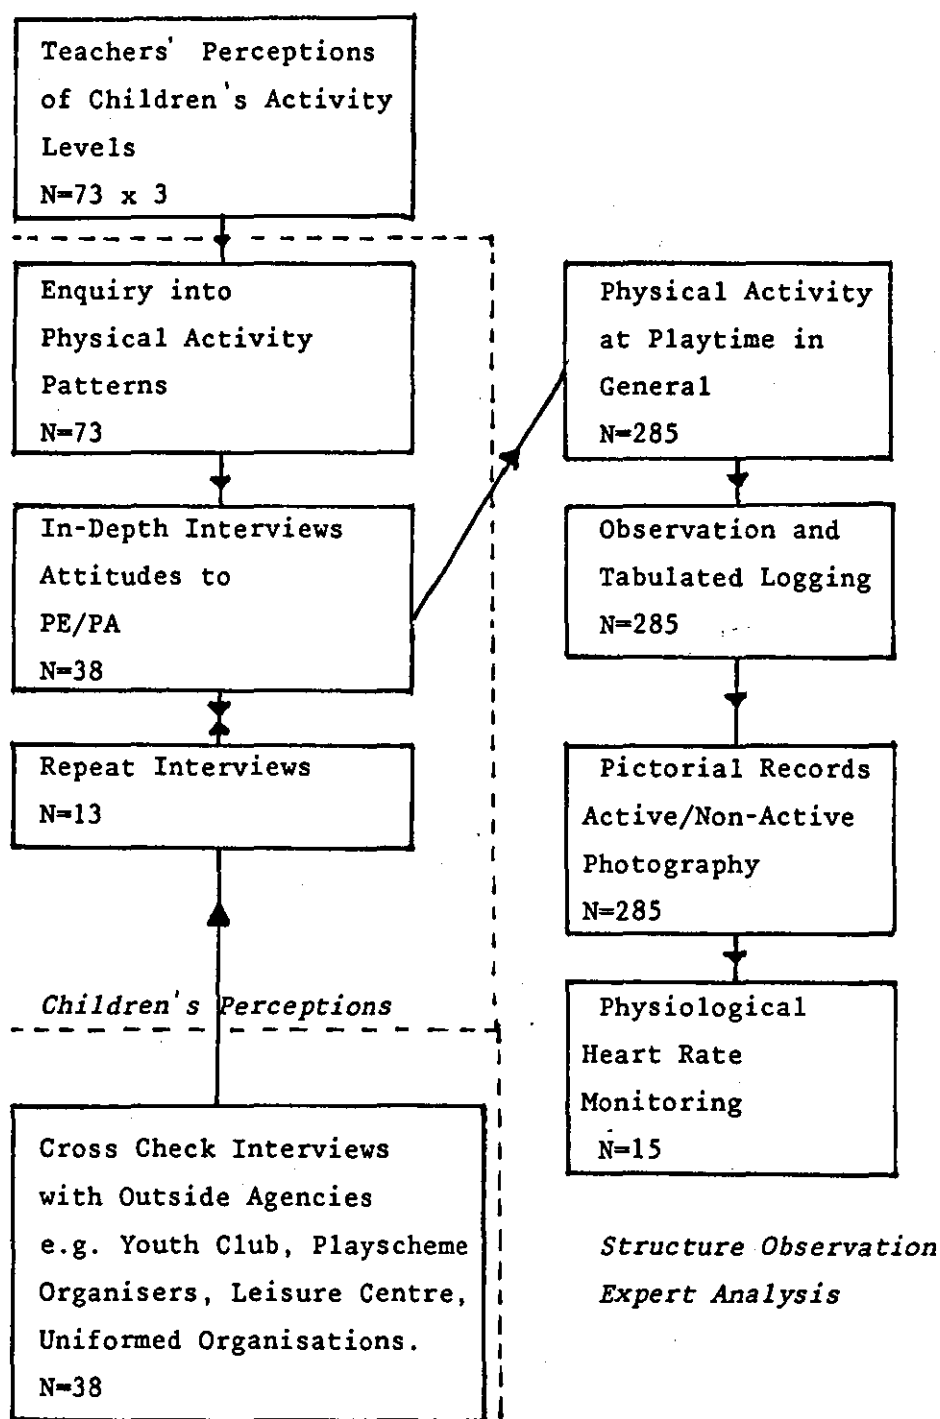 Teachers' Perceptions
of Children's Activity
Levels
N=73 x 3
Enquiry into
Physical Activity
Patterns
N=73
In-Depth Interviews
Attitudes to
PE/PA
N=38
Repeat Interviews
N=13
Children's Perceptions
Cross Check Interviews
with Outside Agencies
e.g. Youth Club, Playscheme
Organisers, Leisure Centre,
Uniformed Organisations.
N=38
Physical Activity
at Playtime in
General
N=285
Observation and
Tabulated Logging
N=285
Pictorial Records
Active/Non-Active
Photography
N=285
Physiological
Heart Rate
Monitoring
N=15
Structure Observation
Expert Analysis